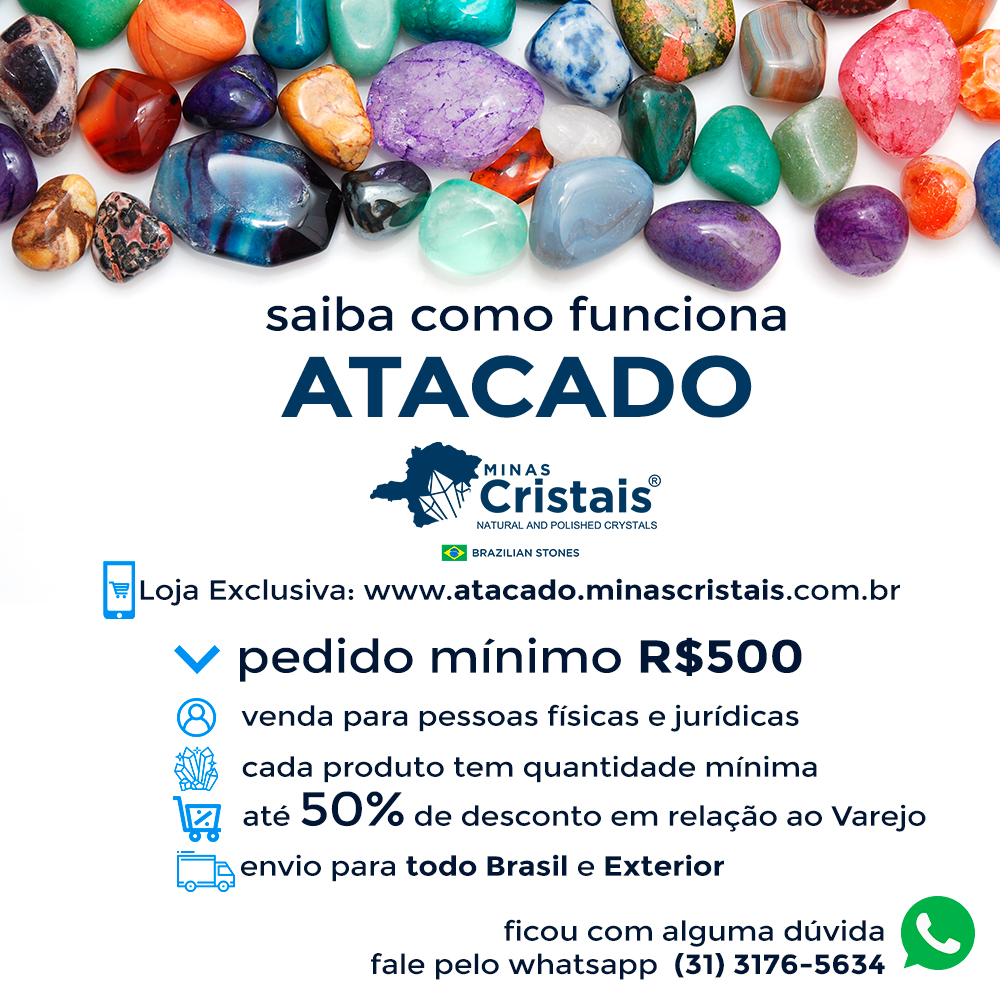 saiba como funciona
ATACADO
MINAS
Cristais®
NATURAL AND POLISHED CRYSTALS
BRAZILIAN STONES
Loja Exclusiva: www.atacado.minascristais.com.br
pedido mínimo R$500
venda para pessoas físicas e jurídicas
cada produto tem quantidade mínima
até 50% de desconto em relação ao Varejo
envio para todo Brasil e Exterior
ficou com alguma dúvida
fale pelo whatsapp (31) 3176-5634